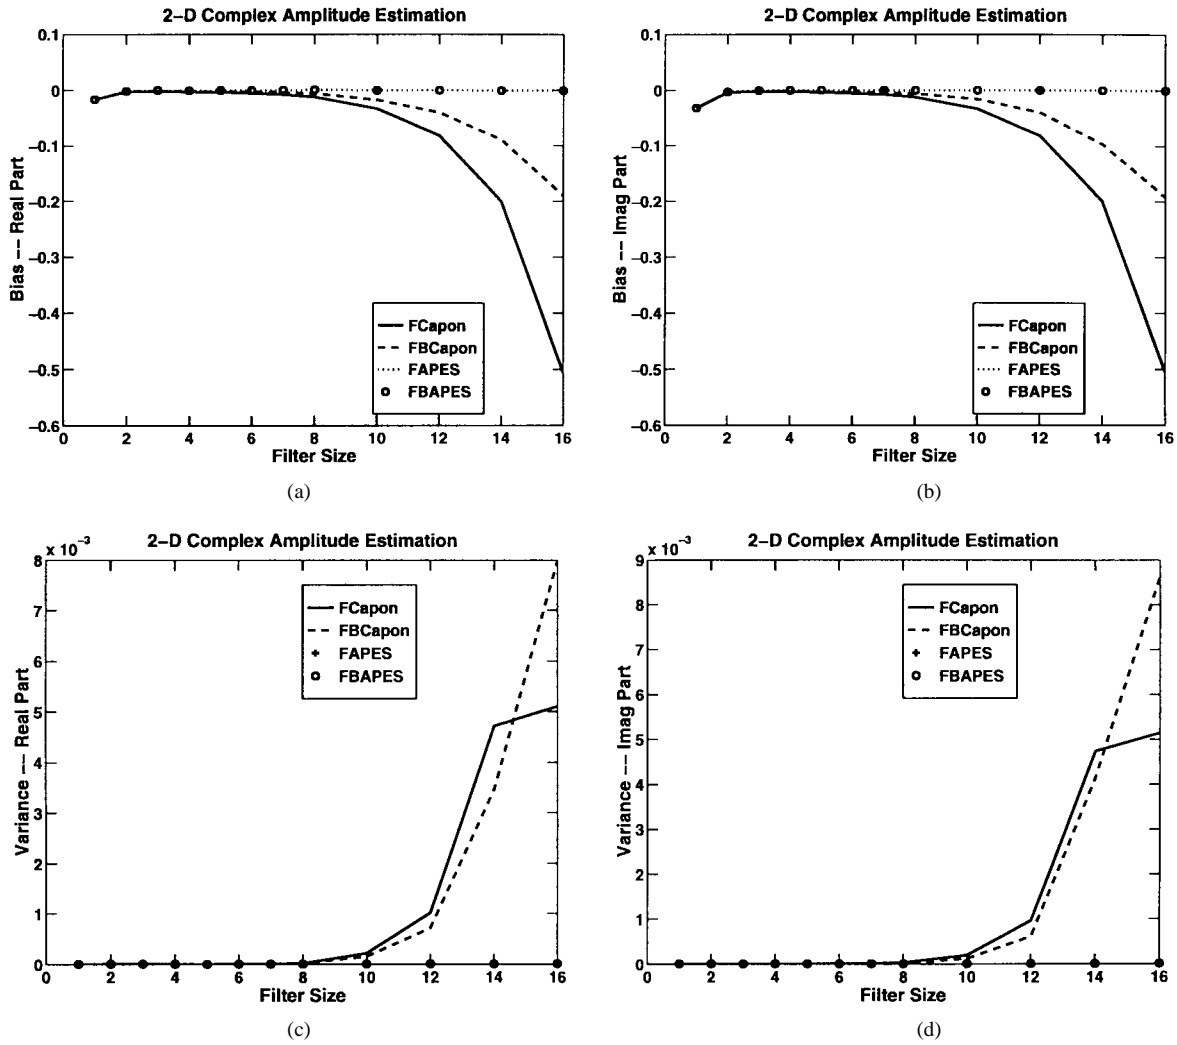 2–D Complex Amplitude Estimation
0.1
0
–0.1
–0.2
–0.3
–0.4
–0.5
–0.6
Bias –– Real Part
FCapon
FBCapon
FAPES
FBAPES
0 2 4 6 8 10 12 14 16
Filter Size
(a)
2–D Complex Amplitude Estimation
0.1
0
–0.1
–0.2
–0.3
–0.4
–0.5
–0.6
Bias –– Imag Part
FCapon
FBCapon
FAPES
FBAPES
0 2 4 6 8 10 12 14 16
Filter Size
(b)
2–D Complex Amplitude Estimation
x 10⁻³
8
7
6
5
4
3
2
1
0
Variance –– Real Part
FCapon
FBCapon
FAPES
FBAPES
0 2 4 6 8 10 12 14 16
Filter Size
(c)
2–D Complex Amplitude Estimation
x 10⁻³
9
8
7
6
5
4
3
2
1
0
Variance –– Imag Part
FCapon
FBCapon
FAPES
FBAPES
0 2 4 6 8 10 12 14 16
Filter Size
(d)